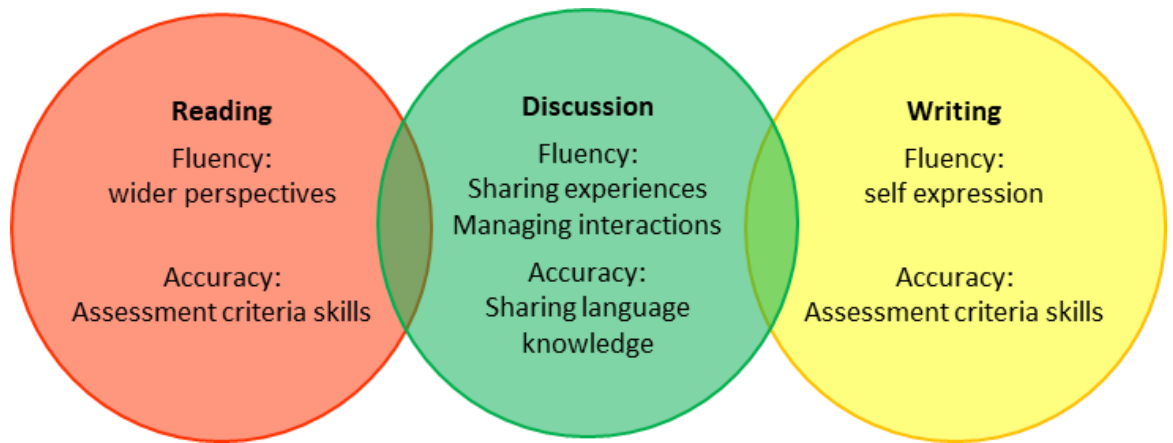 Reading
Fluency:
wider perspectives
Accuracy:
Assessment criteria skills
Discussion
Fluency:
Sharing experiences
Managing interactions
Accuracy:
Sharing language
knowledge
Writing
Fluency:
self expression
Accuracy:
Assessment criteria skills